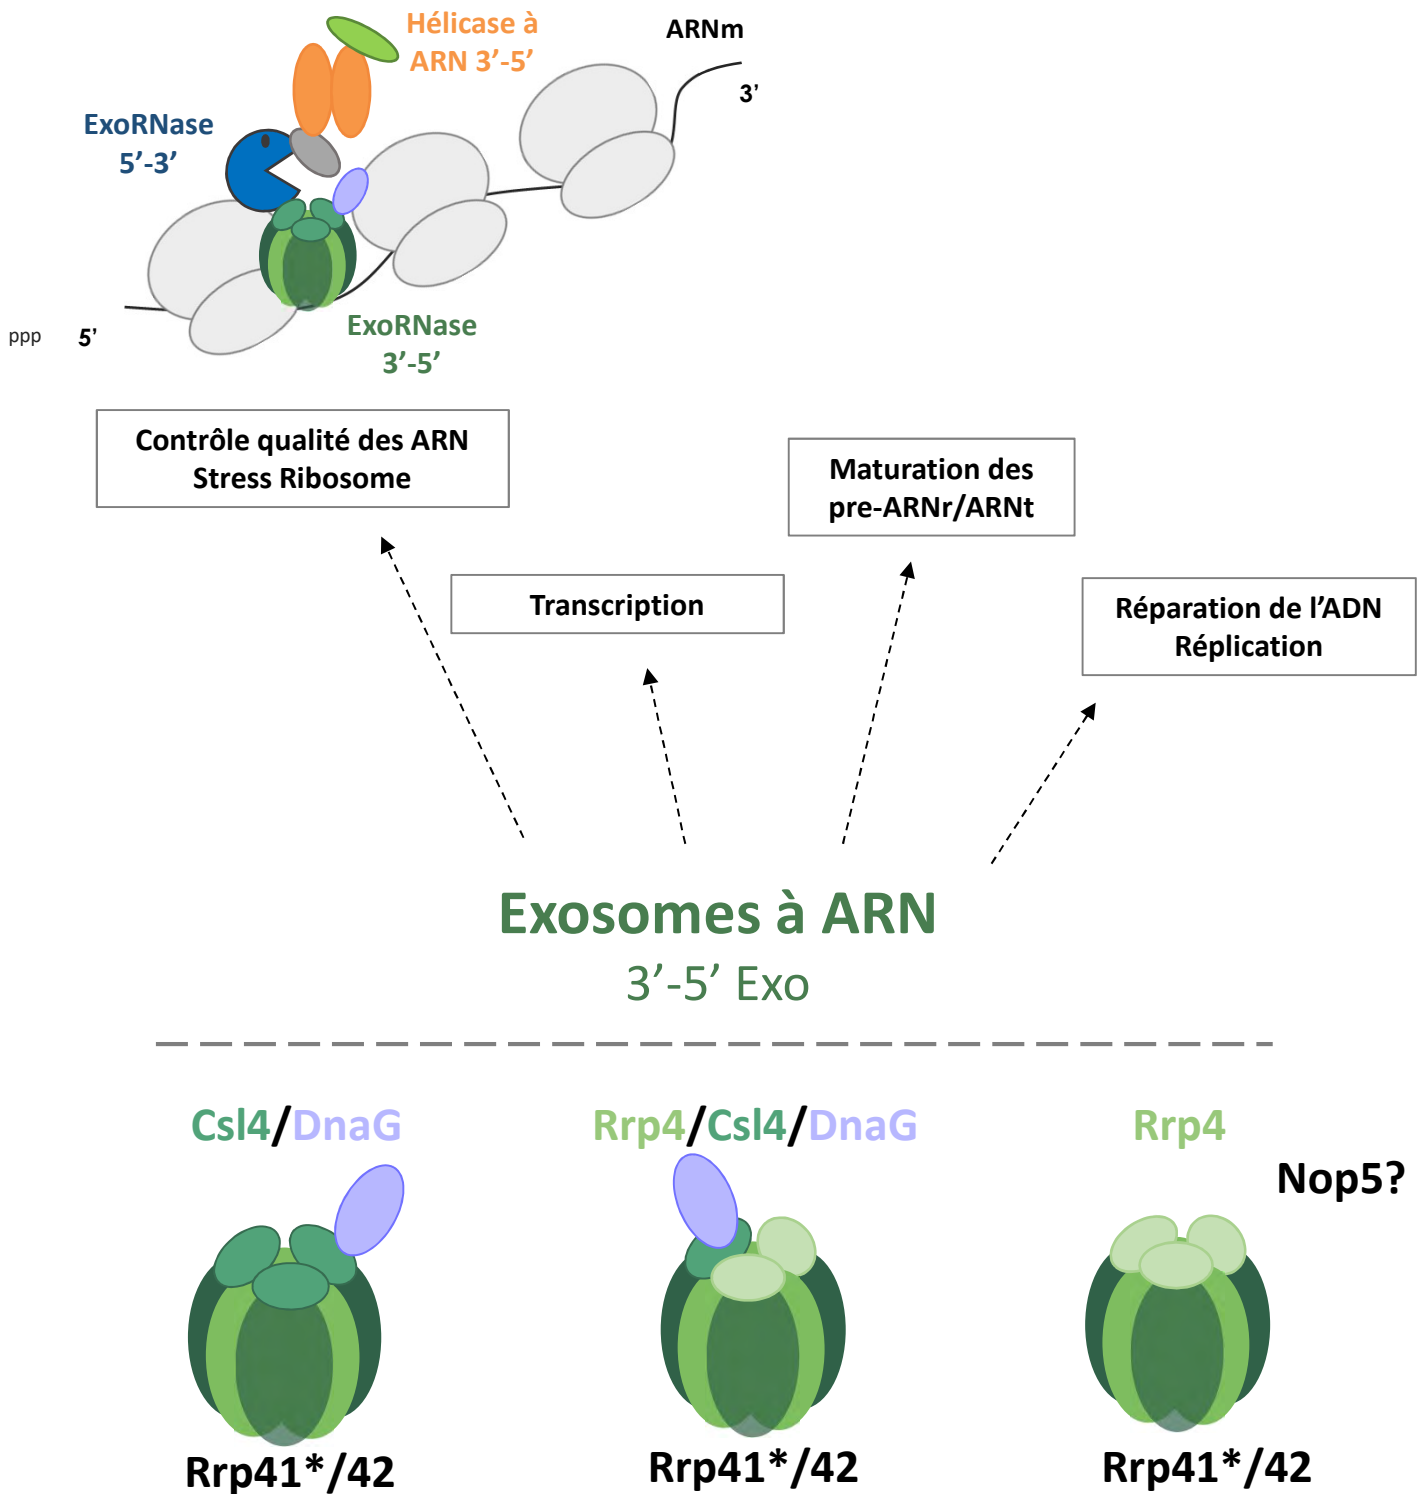 Hélicase à
ARN 3’-5’
ARNm
3’
ExoRNase
5’-3’
ppp
5’
ExoRNase
3’-5’
Contrôle qualité des ARN
Stress Ribosome
Maturation des
pre-ARNr/ARNt
Transcription
Réparation de l’ADN
Réplication
Exosomes à ARN
3’-5’ Exo
Csl4/DnaG
Rrp4/Csl4/DnaG
Rrp4
Nop5?
Rrp41*/42
Rrp41*/42
Rrp41*/42